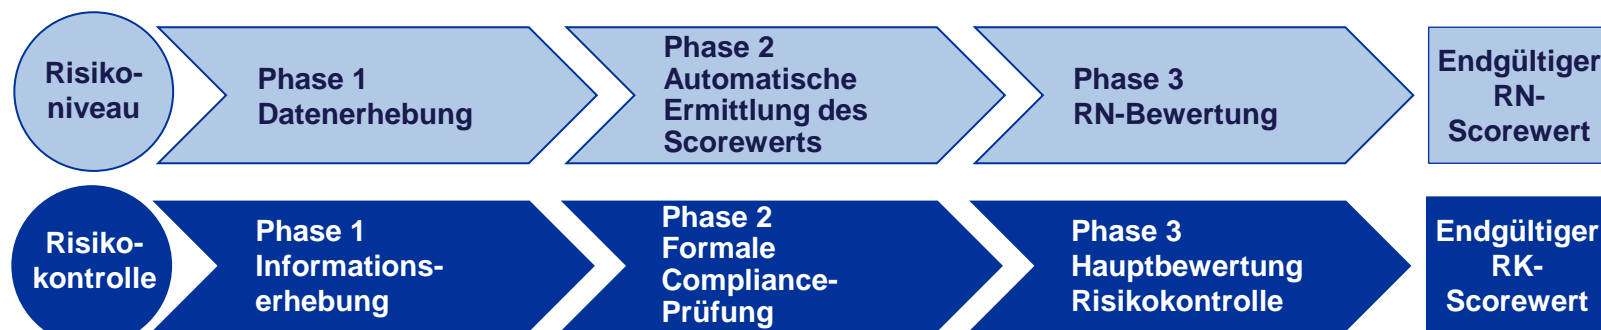 Risiko-
niveau
Phase 1
Datenerhebung
Phase 2
Automatische
Ermittlung des
Scorewerts
Phase 3
RN-Bewertung
Endgültiger
RN-
Scorewert
Risiko-
kontrolle
Phase 1
Informations-
erhebung
Phase 2
Formale
Compliance-
Prüfung
Phase 3
Hauptbewertung
Risikokontrolle
Endgültiger
RK-
Scorewert